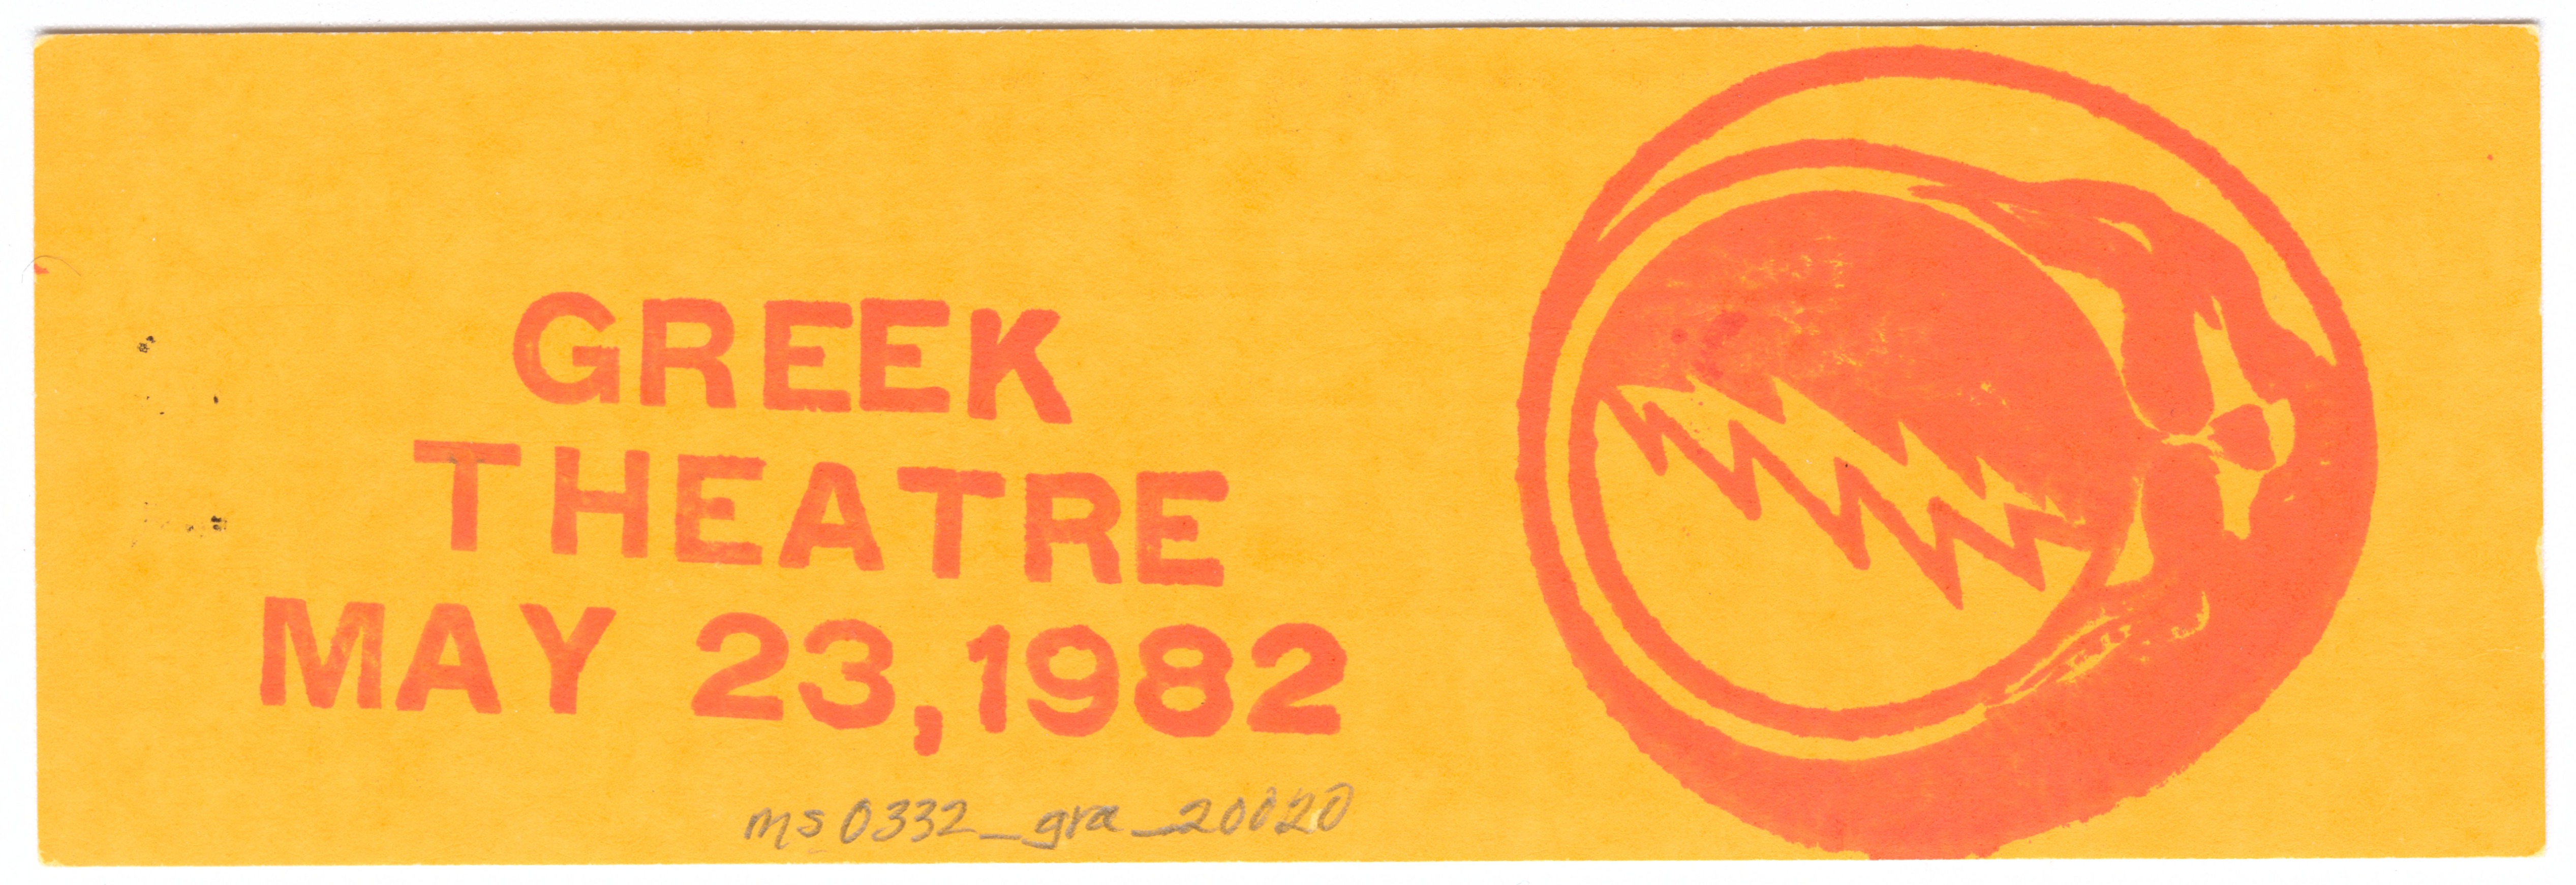 GREEK
THEATRE
MAY 23,1982
ms0332_gra_20020